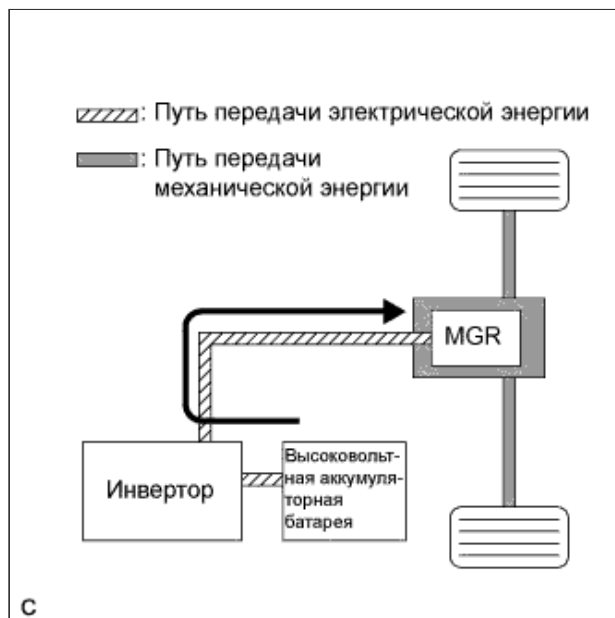 : Путь передачи электрической энергии
: Путь передачи
механической энергии
MGR
Инвертор
Высоковольт-
ная аккумуля-
торная
батарея
C